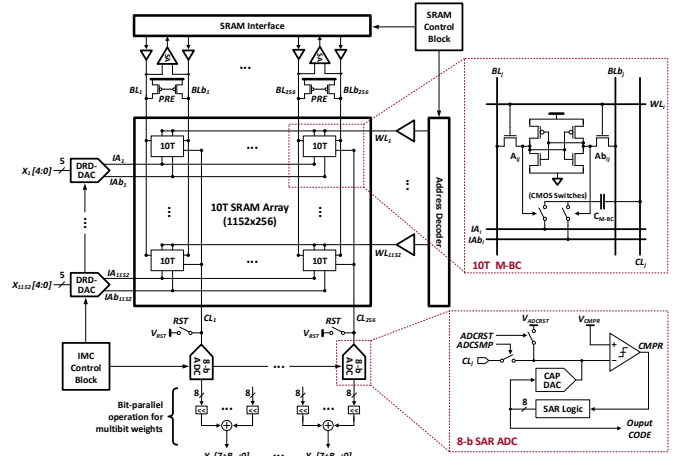 SRAM Interface
SRAM
Control
Block
SA
SA
...
BL1
BLb1
BL256
BLb256
PRE
PRE
BLj
BLbj
WLi
Aij
Abij
(CMOS Switches)
CM-BC
IAi
IAbi
CLj
10T M-BC
10T
...
10T
WL1
5
X1 [4:0]
DRD-
DAC
IA1
IAb1
10T SRAM Array
(1152x256)
Address Decoder
10T
...
10T
WL1152
5
X1152 [4:0]
DRD-
DAC
IA1152
IAb1152
RST
CL1
RST
CL256
VRST
VRST
IMC
Control
Block
8-b
ADC
...
8-b
ADC
VADCRST
VCMPR
ADCRST
ADCSMP
CMPR
CLj
CAP
DAC
8
SAR Logic
Ouput
CODE
8-b SAR ADC
Bit-parallel
operation for
multibit weights
8
8
8
8
<<
...
<<
...
<<
...
<<